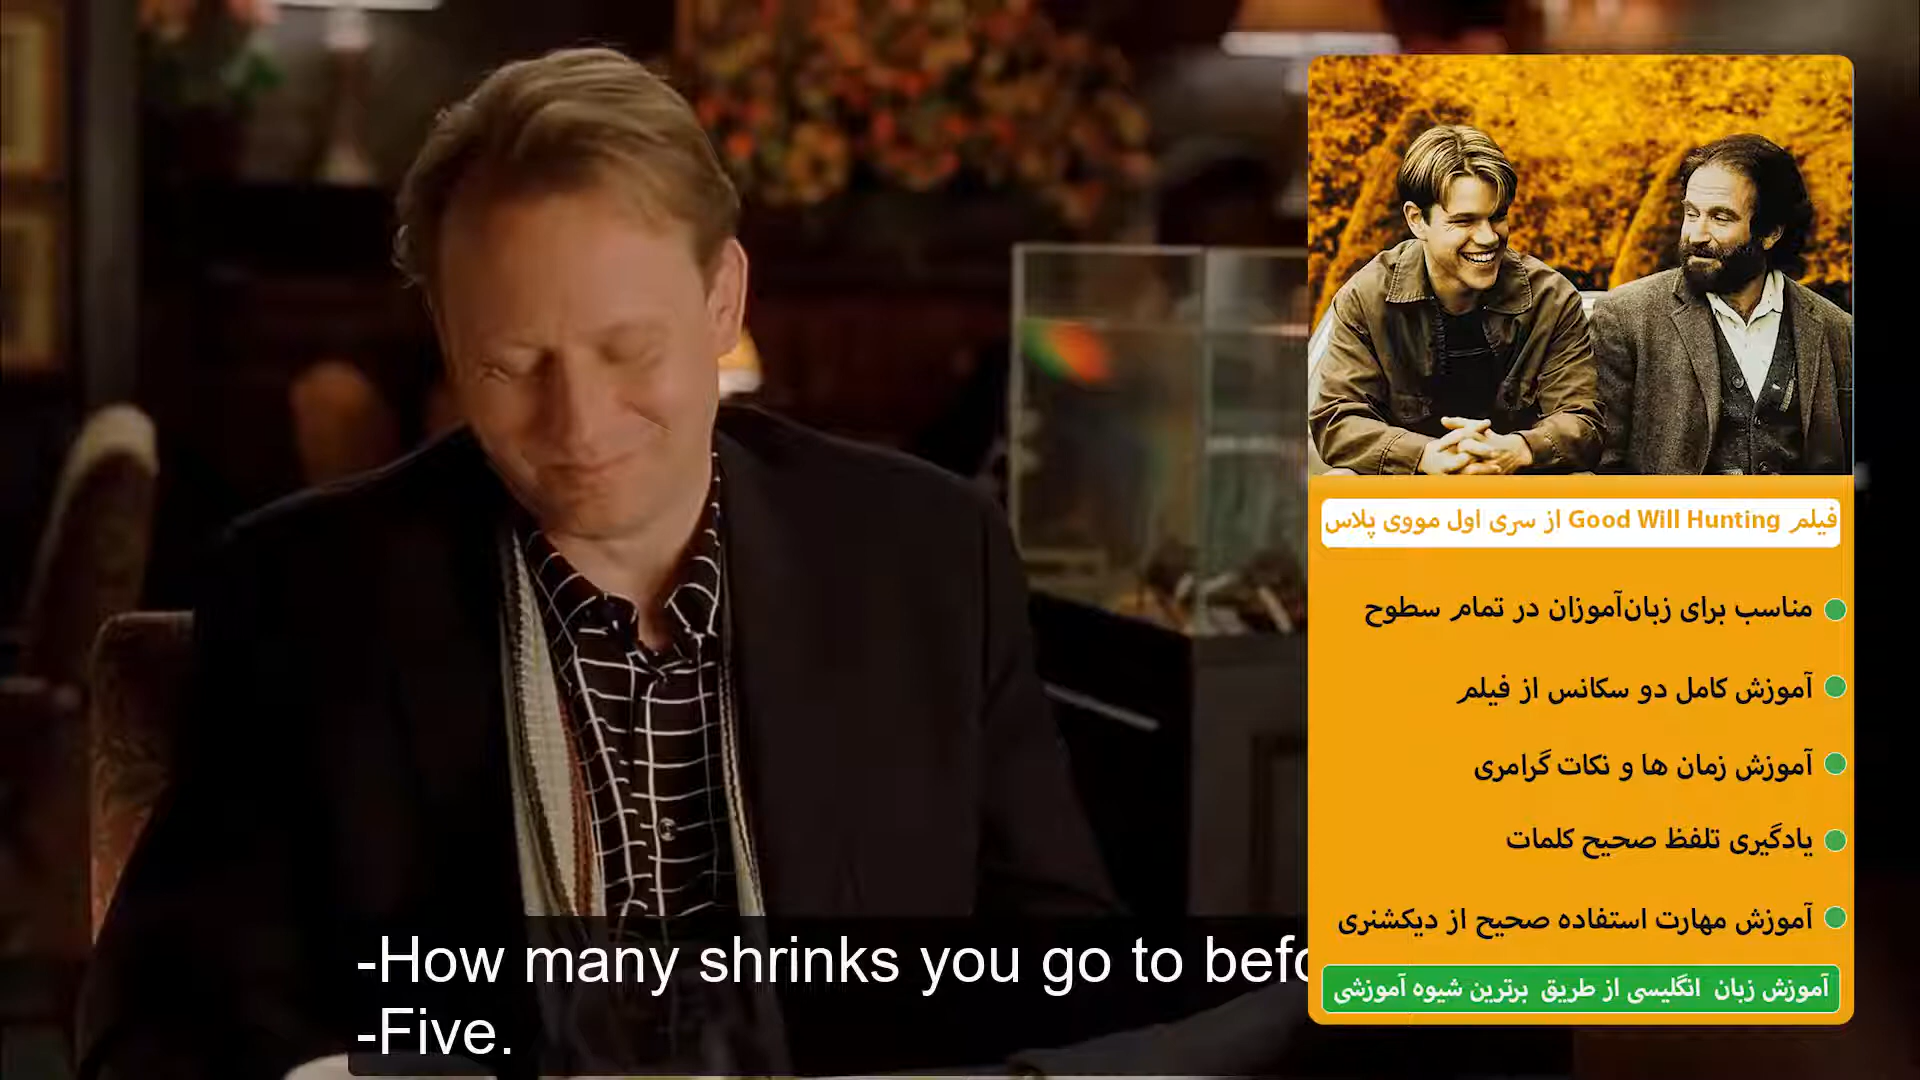 فیلم Good Will Hunting از سری اول مووی پلاس
مناسب برای زبان‌آموزان در تمام سطوح
آموزش کامل دو سکانس از فیلم
آموزش زمان ها و نکات گرامری
یادگیری تلفظ صحیح کلمات
آموزش مهارت استفاده صحیح از دیکشنری
آموزش زبان انگلیسی از طریق برترین شیوه آموزشی
-How many shrinks you go to
-Five.